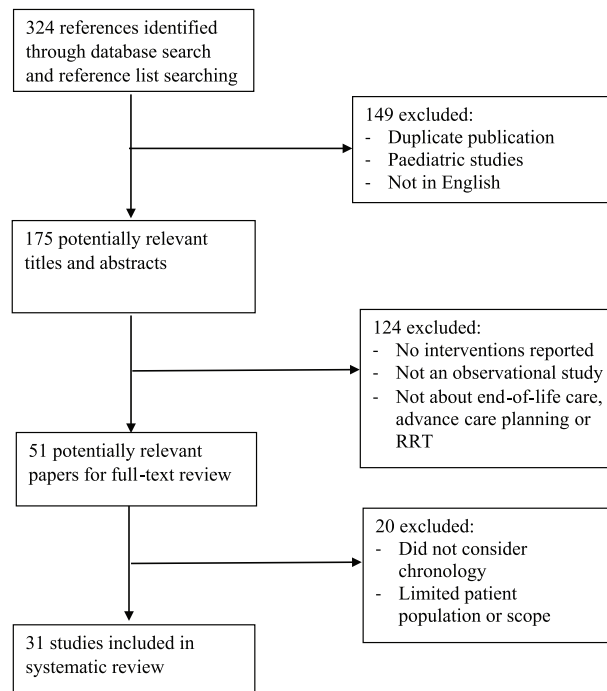 324 references identified
through database search
and reference list searching
149 excluded:
- Duplicate publication
- Paediatric studies
- Not in English
175 potentially relevant
titles and abstracts
124 excluded:
- No interventions reported
- Not an observational study
- Not about end-of-life care,
advance care planning or
RRT
51 potentially relevant
papers for full-text review
20 excluded:
- Did not consider
chronology
- Limited patient
population or scope
31 studies included in
systematic review